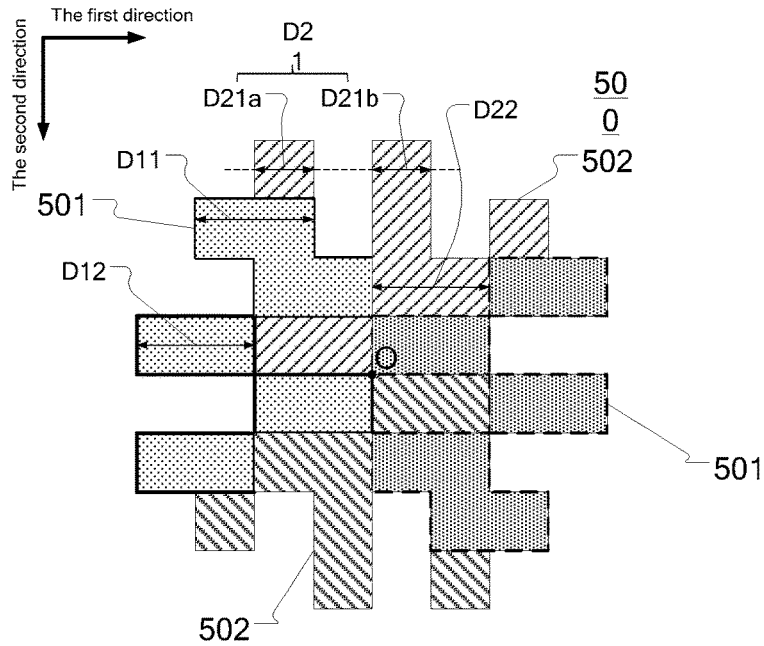 The first direction
The second direction
D2
1
D21a
D21b
D22
50
0
502
D11
501
D12
O
501
502